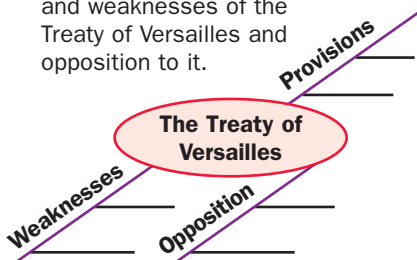 and weaknesses of the
Treaty of Versailles and
opposition to it.
Provisions
The Treaty of
Versailles
Weaknesses
Opposition